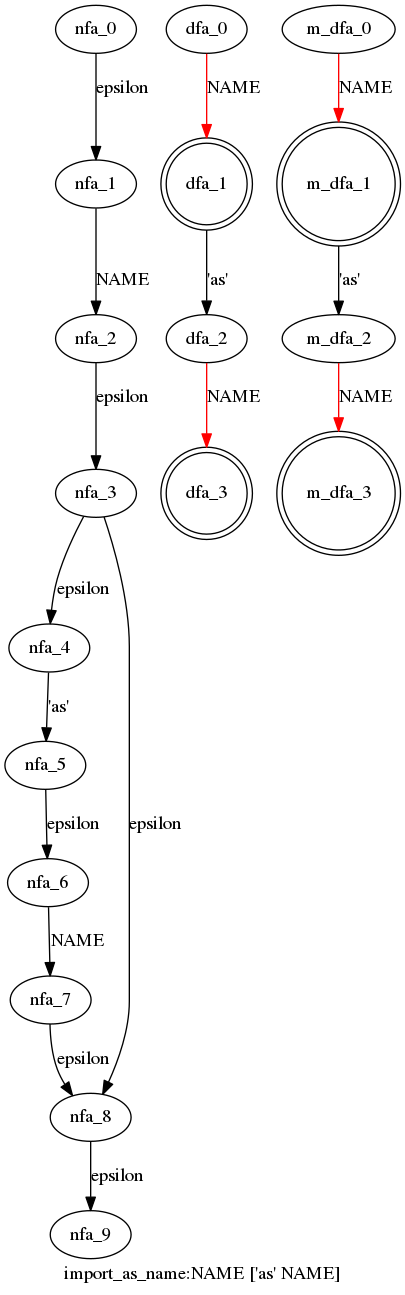 nfa_0 dfa_0 m_dfa_0
epsilon NAME NAME
nfa_1 dfa_1 m_dfa_1
NAME 'as' 'as'
nfa_2 dfa_2 m_dfa_2
epsilon NAME NAME
nfa_3 dfa_3 m_dfa_3
epsilon
nfa_4
'as'
nfa_5
epsilon epsilon
nfa_6
NAME
nfa_7
epsilon
nfa_8
epsilon
nfa_9
import_as_name:NAME ['as' NAME]